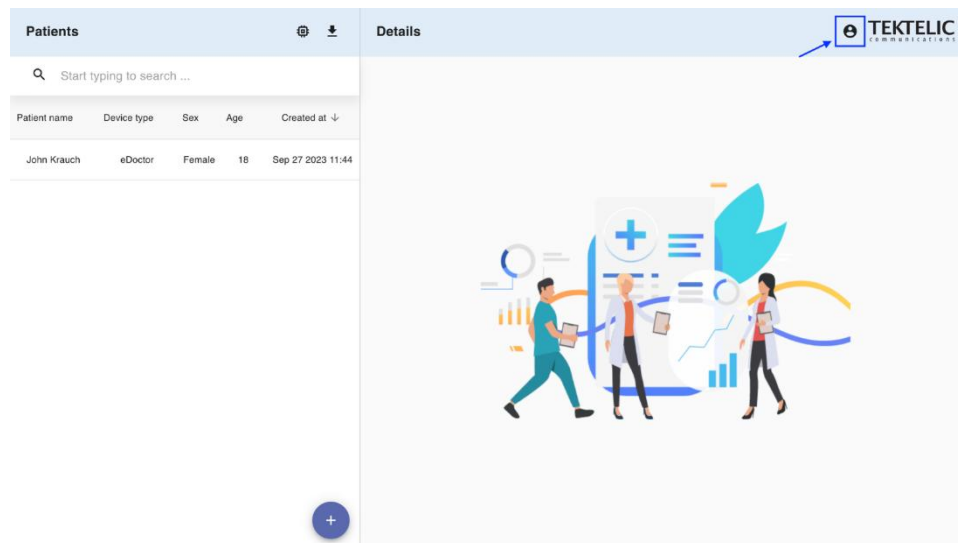 Patients
Details
TEKTELIC
communications
Start typing to search ...
Patient name Device type Sex Age Created at
John Krauch eDoctor Female 18 Sep 27 2023 11:44